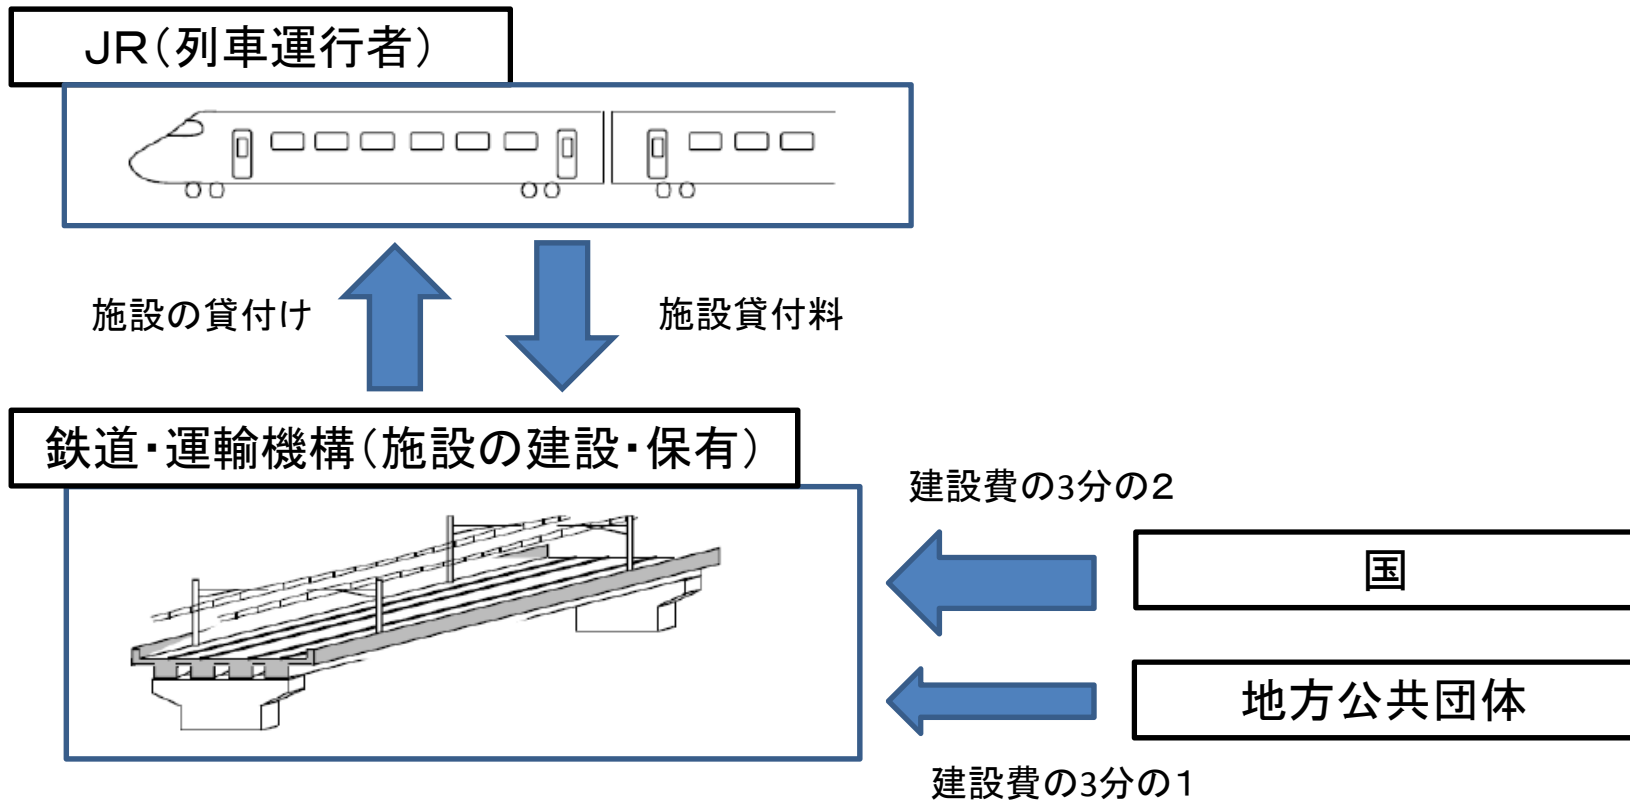 JR(列車運行者)
施設の貸付け
施設貸付料
鉄道・運輸機構(施設の建設・保有)
建設費の3分の2
国
地方公共団体
建設費の3分の1